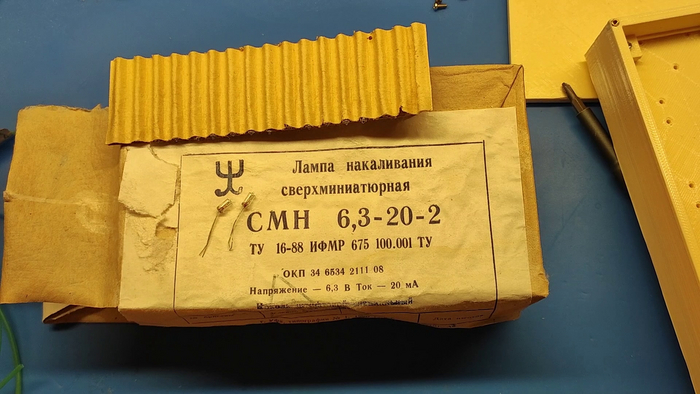 Лампа накаливания
сверхминиатюрная
СМН 6,3-20-2
ТУ 16-88 ИФМР 675 100.001 ТУ
ОКП 34 6534 2111 08
Напряжение — 6,3 В Ток — 20 мА